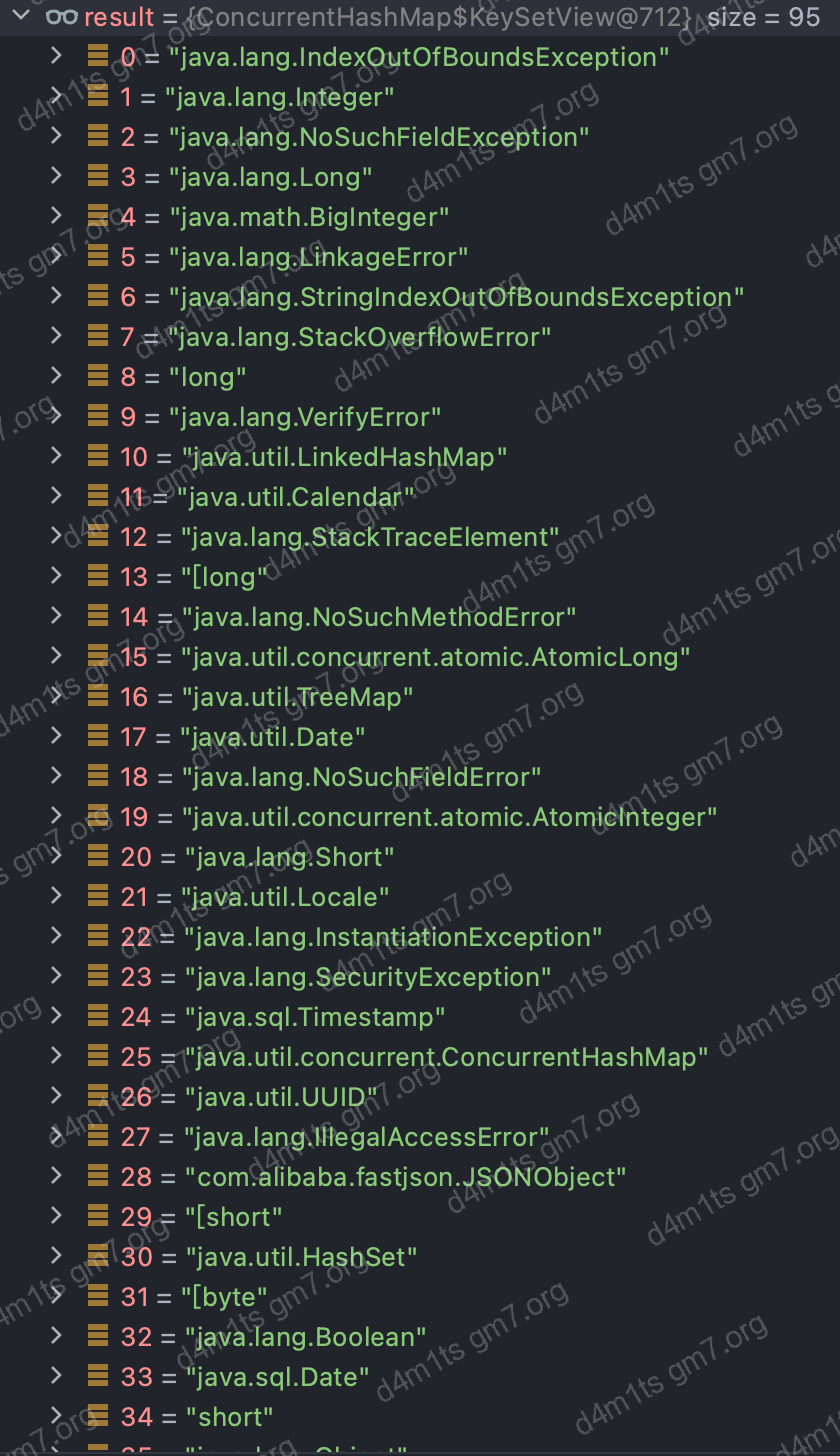 result = {ConcurrentHashMap$KeySetView@712} size = 95
0 = "java.lang.IndexOutOfBoundsException"
1 = "java.lang.Integer"
2 = "java.lang.NoSuchFieldException"
3 = "java.lang.Long"
4 = "java.math.BigInteger"
5 = "java.lang.LinkageError"
6 = "java.lang.StringIndexOutOfBoundsException"
7 = "java.lang.StackOverflowError"
8 = "long"
9 = "java.lang.VerifyError"
10 = "java.util.LinkedHashMap"
11 = "java.util.Calendar"
12 = "java.lang.StackTraceElement"
13 = "[long"
14 = "java.lang.NoSuchMethodError"
15 = "java.util.concurrent.atomic.AtomicLong"
16 = "java.util.TreeMap"
17 = "java.util.Date"
18 = "java.lang.NoSuchFieldError"
19 = "java.util.concurrent.atomic.AtomicInteger"
20 = "java.lang.Short"
21 = "java.util.Locale"
22 = "java.lang.InstantiationException"
23 = "java.lang.SecurityException"
24 = "java.sql.Timestamp"
25 = "java.util.concurrent.ConcurrentHashMap"
26 = "java.util.UUID"
27 = "java.lang.IllegalAccessError"
28 = "com.alibaba.fastjson.JSONObject"
29 = "[short"
30 = "java.util.HashSet"
31 = "[byte"
32 = "java.lang.Boolean"
33 = "java.sql.Date"
34 = "short"
d4m1ts gm7.org